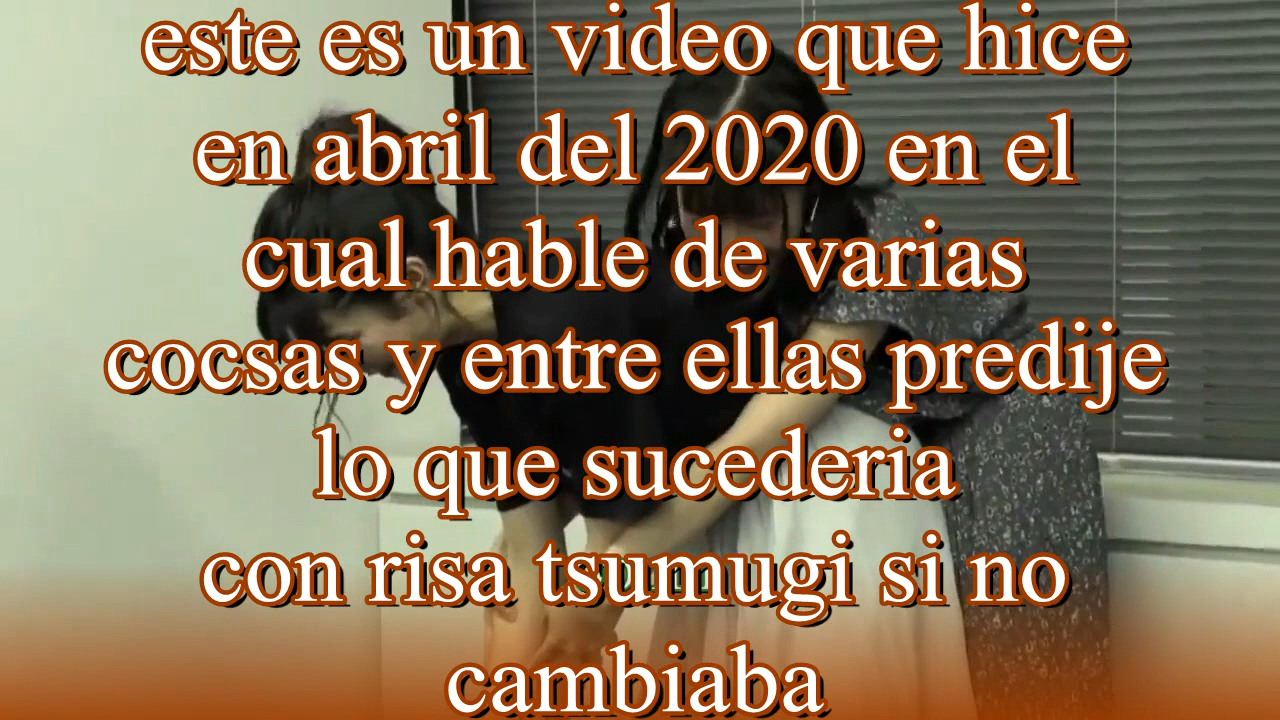 este es un video que hice
en abril del 2020 en el
cual hable de varias
cocsas y entre ellas predije
lo que sucederia
con risa tsumugi si no
cambiaba